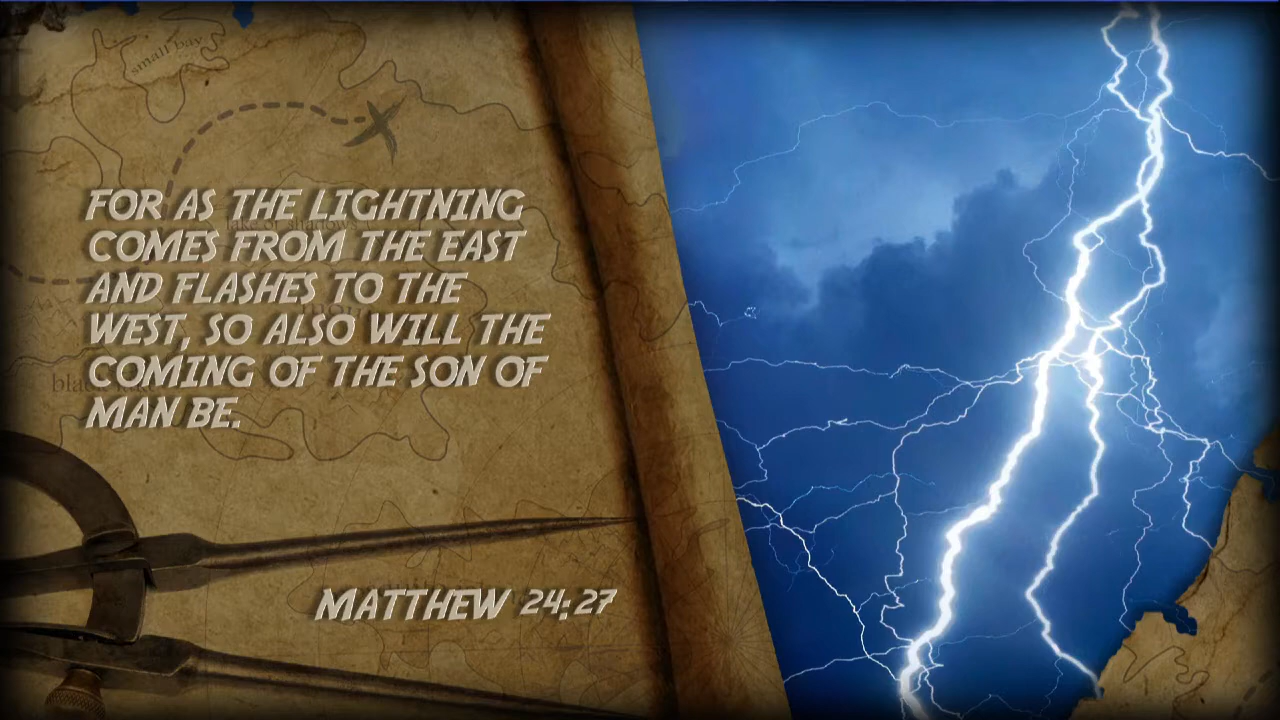 small bay
FOR AS THE LIGHTNING
COMES FROM THE EAST
AND FLASHES TO THE
WEST, SO ALSO WILL THE
COMING OF THE SON OF
MAN BE.
MATTHEW 24:27